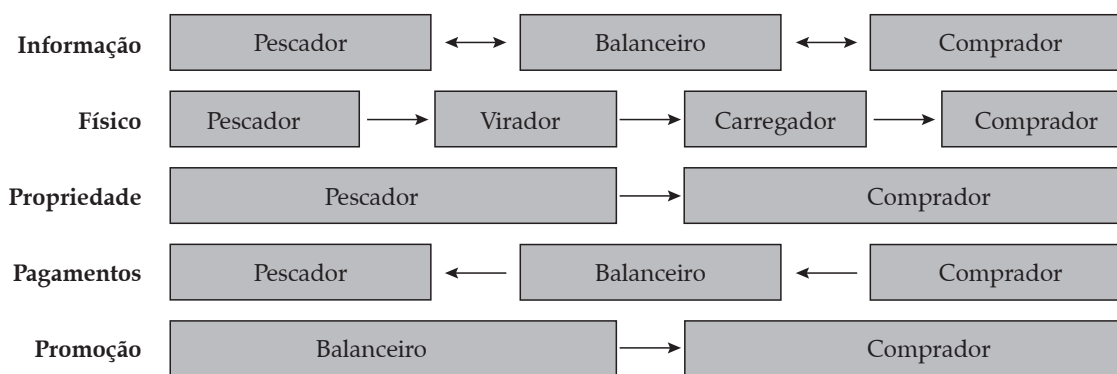 Informação Pescador Balanceiro Comprador
Físico Pescador Virador Carregador Comprador
Propriedade Pescador Comprador
Pagamentos Pescador Balanceiro Comprador
Promoção Balanceiro Comprador